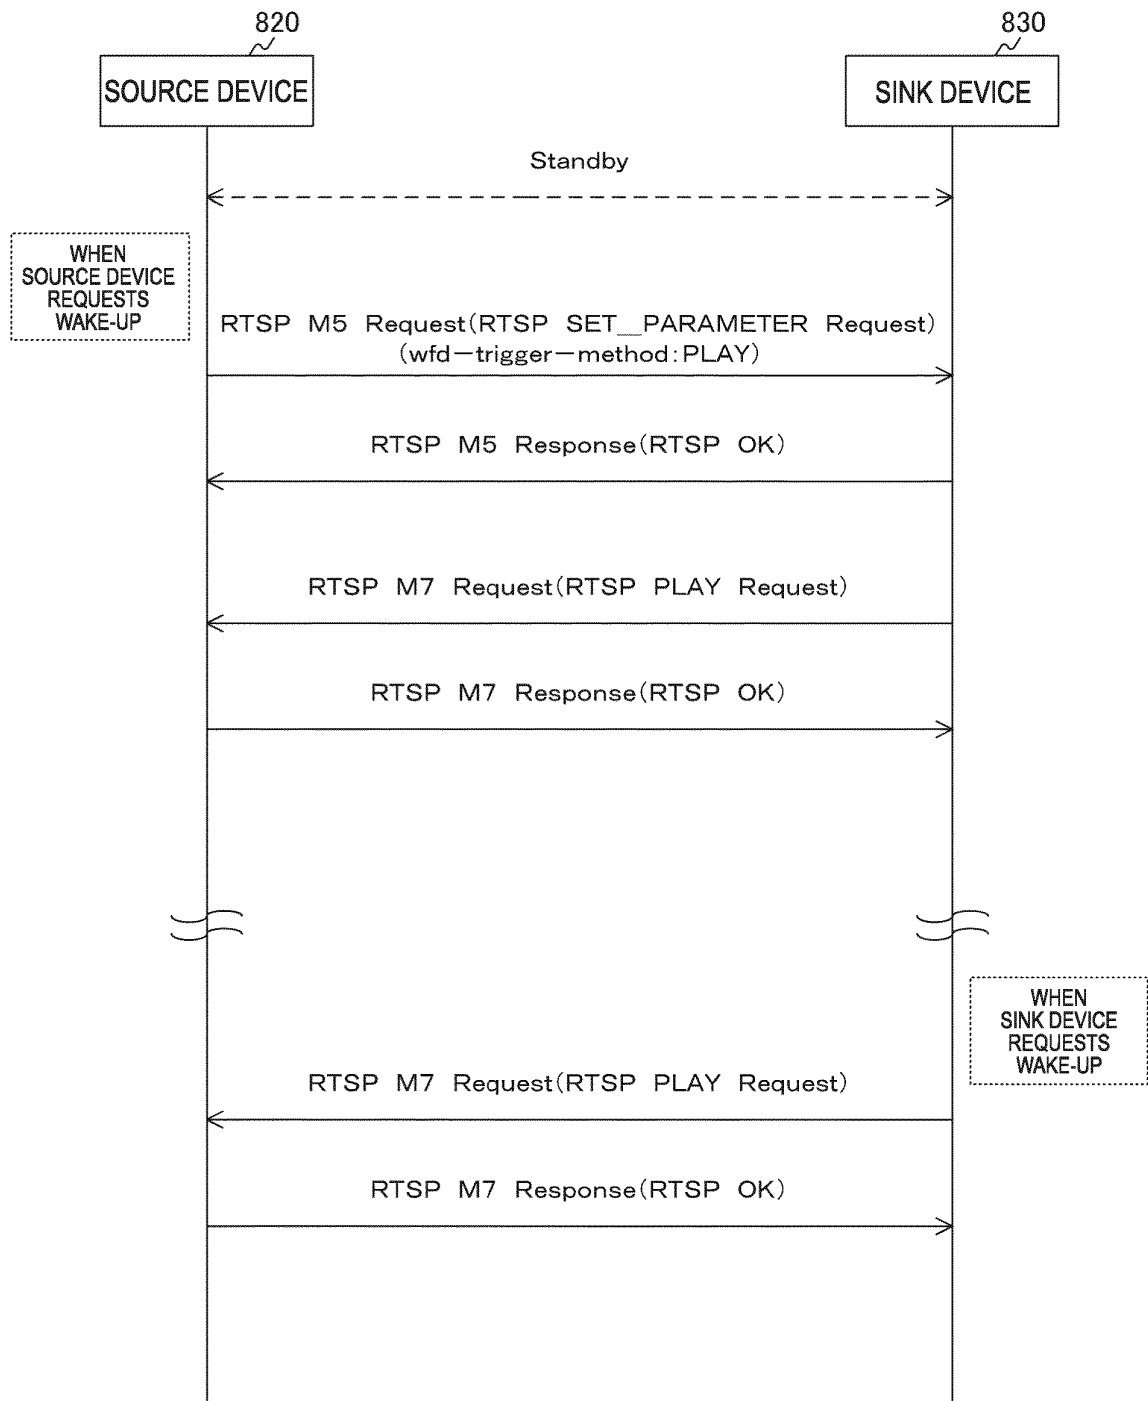 820
830
SOURCE DEVICE
SINK DEVICE
Standby
WHEN
SOURCE DEVICE
REQUESTS
WAKE-UP
RTSP M5 Request(RTSP SET__PARAMETER Request)
(wfd-trigger-method:PLAY)
RTSP M5 Response(RTSP OK)
RTSP M7 Request(RTSP PLAY Request)
RTSP M7 Response(RTSP OK)
WHEN
SINK DEVICE
REQUESTS
WAKE-UP
RTSP M7 Request(RTSP PLAY Request)
RTSP M7 Response(RTSP OK)